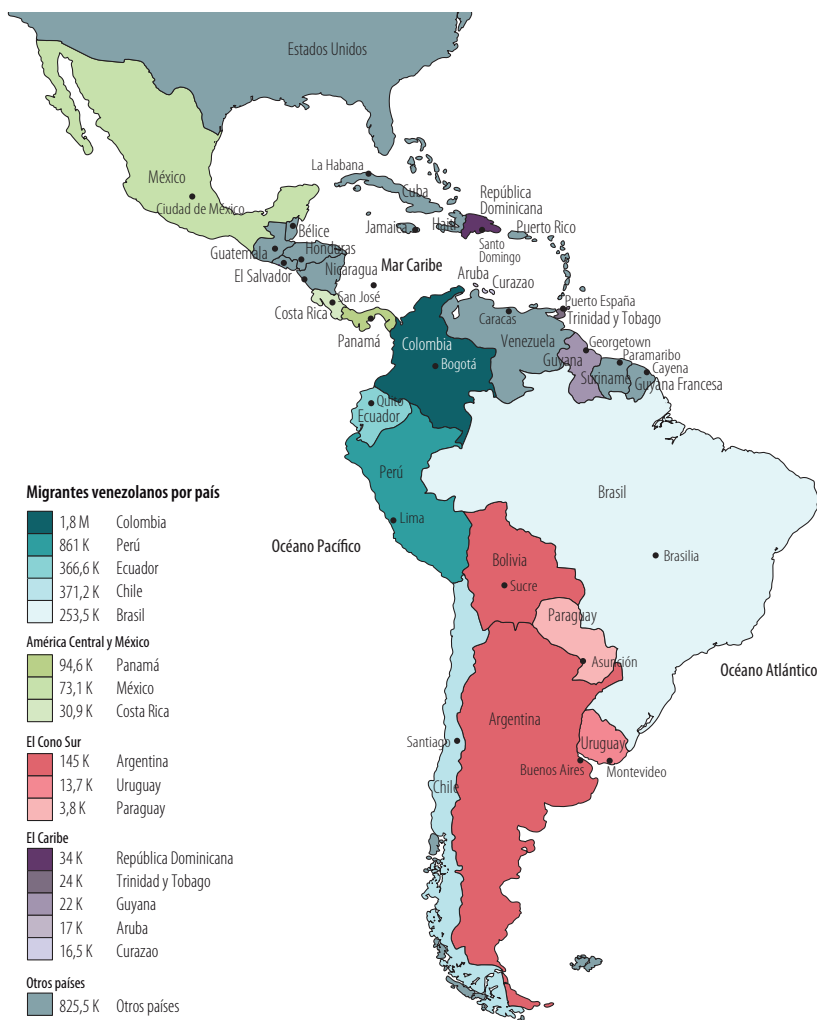 Estados Unidos
La Habana
México
Cuba
República
Dominicana
Ciudad de México
Bélice
Jamaica
Haití
Puerto Rico
Santo
Domingo
Guatemala
Honduras
El Salvador
Nicaragua
Mar Caribe
Aruba
Curazao
Costa Rica
San José
Puerto España
Trinidad y Tobago
Panamá
Colombia
Caracas
Venezuela
Georgetown
Guyana
Paramaribo
Bogotá
Surinamo
Cayena
Guyana Francesa
Quito
Ecuador
Perú
Brasil
Lima
Océano Pacífico
Bolivia
Brasilia
Sucre
Paraguay
Asunción
Océano Atlántico
Argentina
Santiago
Uruguay
Buenos Aires
Montevideo
Chile
Migrantes venezolanos por país
1,8 M Colombia
861 K Perú
366,6 K Ecuador
371,2 K Chile
253,5 K Brasil
América Central y México
94,6 K Panamá
73,1 K México
30,9 K Costa Rica
El Cono Sur
145 K Argentina
13,7 K Uruguay
3,8 K Paraguay
El Caribe
34 K República Dominicana
24 K Trinidad y Tobago
22 K Guyana
17 K Aruba
16,5 K Curazao
Otros países
825,5 K Otros países